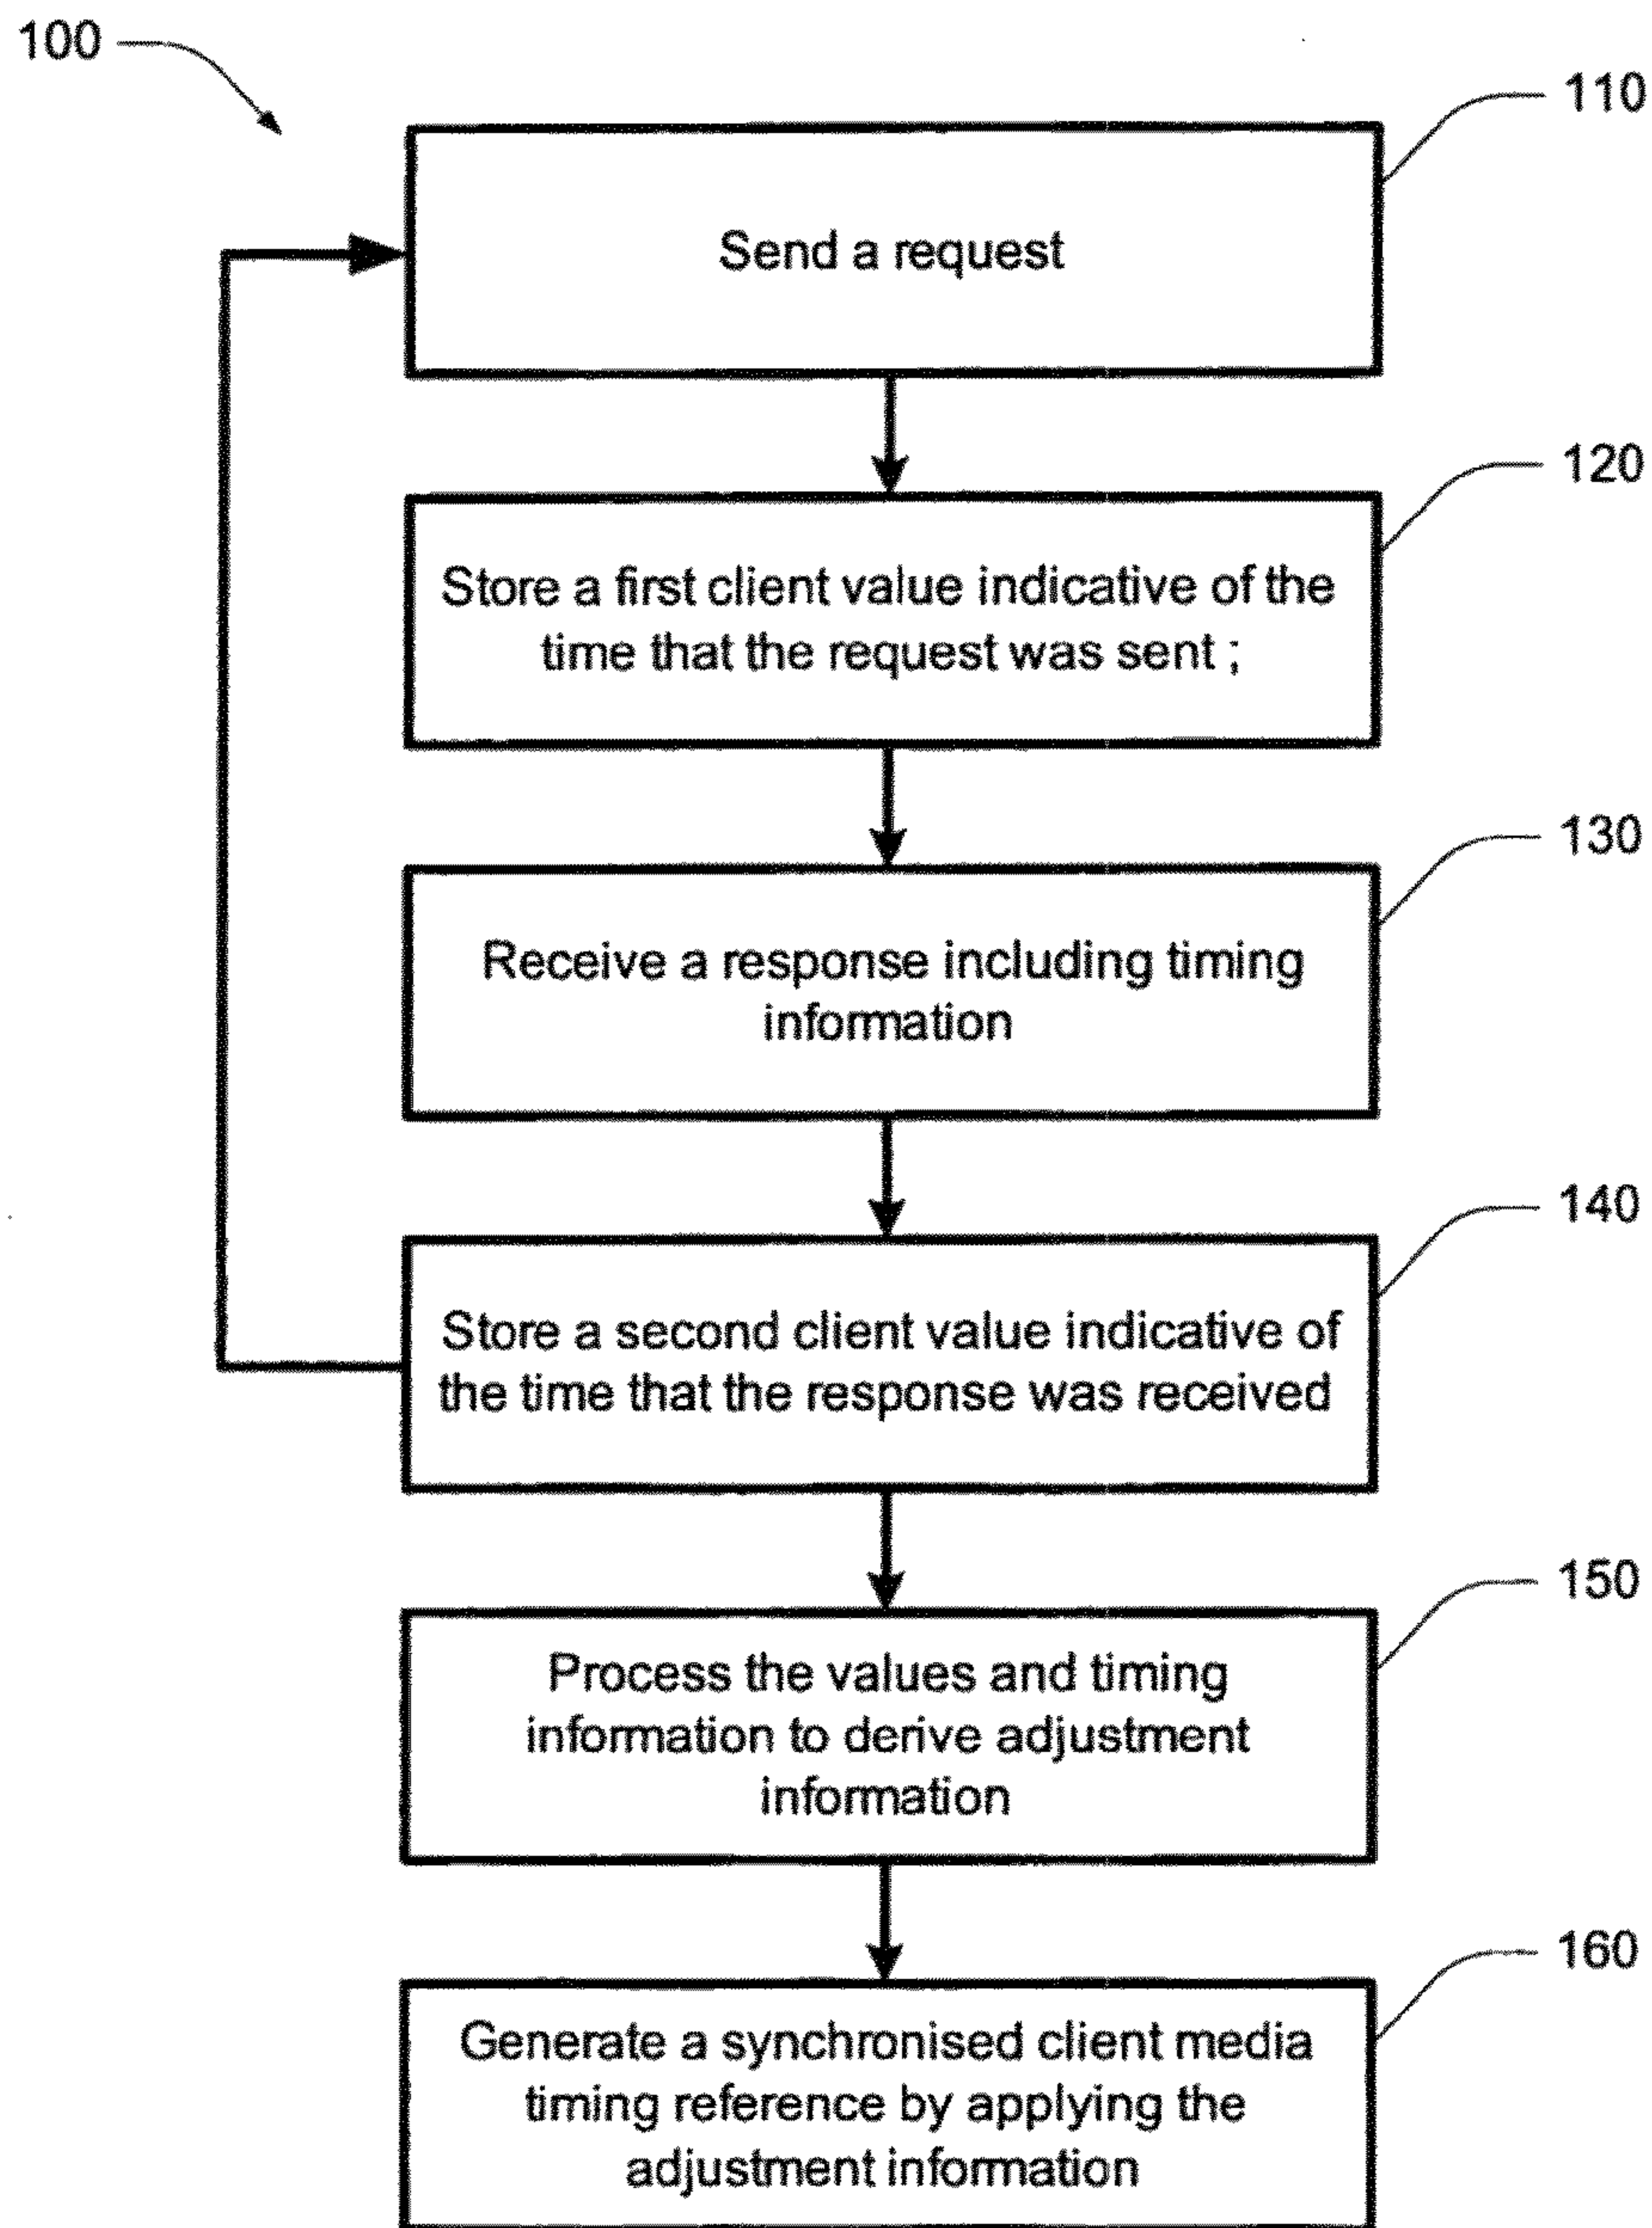 100
110
Send a request
120
Store a first client value indicative of the
time that the request was sent ;
130
Receive a response including timing
information
140
Store a second client value indicative of
the time that the response was received
150
Process the values and timing
information to derive adjustment
information
160
Generate a synchronised client media
timing reference by applying the
adjustment information